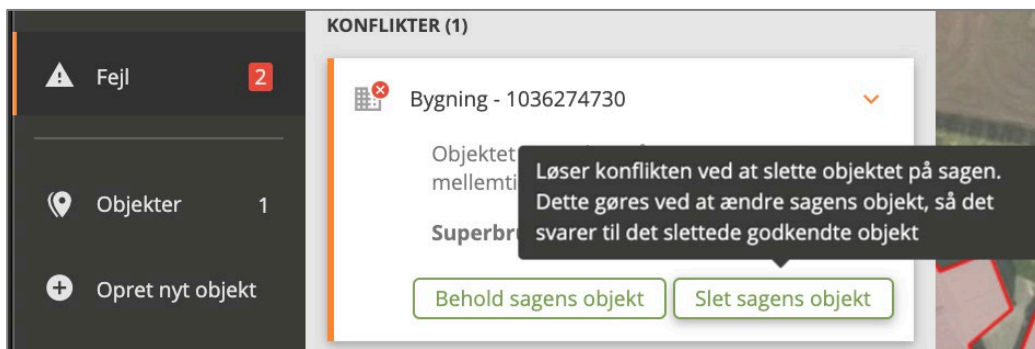 KONFLIKTER (1)
Fejl 2
Bygning - 1036274730
Objektet
mellemti
Løser konflikten ved at slette objektet på sagen.
Dette gøres ved at ændre sagens objekt, så det
svarer til det slettede godkendte objekt
Objekter 1
Superbr
Opret nyt objekt
Behold sagens objekt
Slet sagens objekt